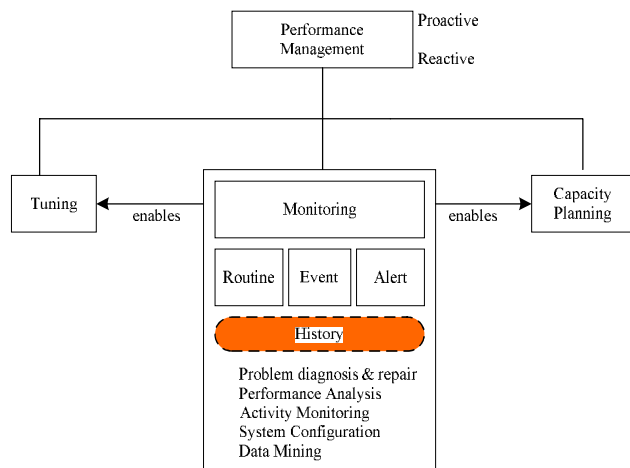 Performance
Management
Proactive
Reactive
Tuning
enables
Monitoring
enables
Capacity
Planning
Routine
Event
Alert
History
Problem diagnosis & repair
Performance Analysis
Activity Monitoring
System Configuration
Data Mining